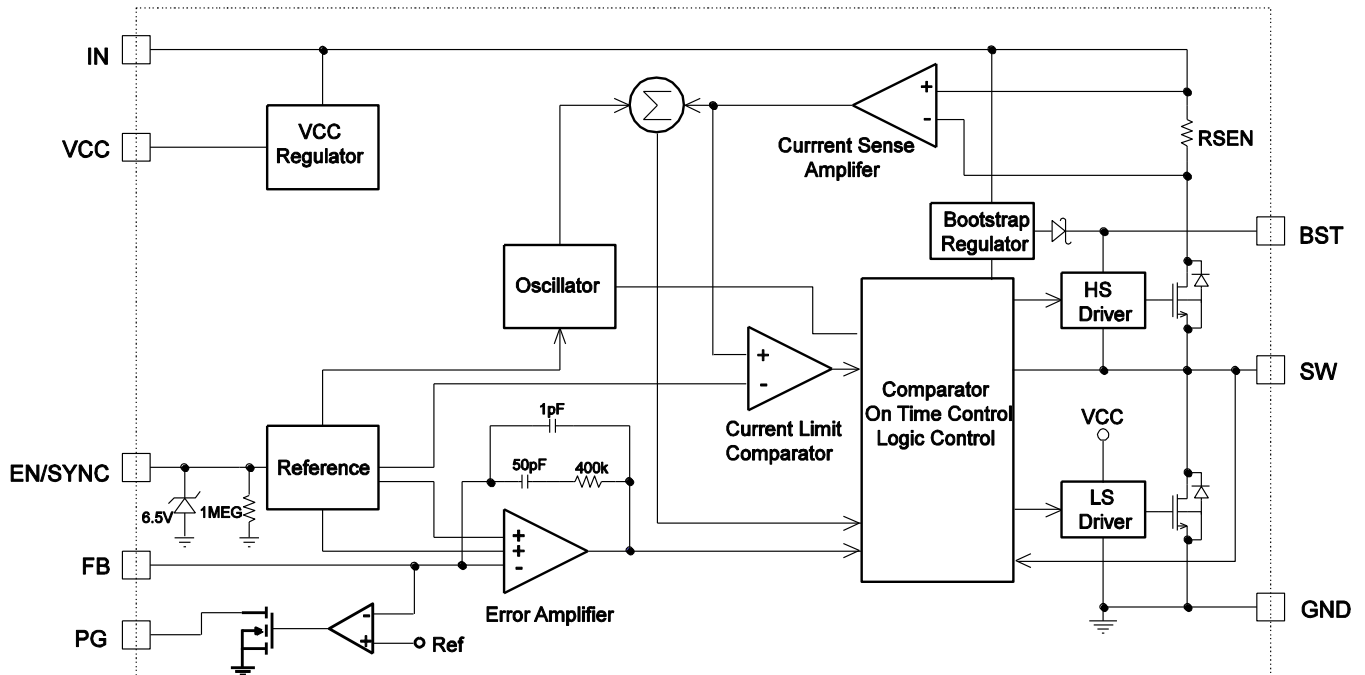 IN
VCC
Regulator
VCC
Σ
+
-
Currrent Sense
Amplifer
RSEN
Bootstrap
Regulator
BST
Oscillator
HS
Driver
+
-
Current Limit
Comparator
Comparator
On Time Control
Logic Control
SW
VCC
1pF
50pF
400k
EN/SYNC
Reference
6.5V
1MEG
LS
Driver
+
+
-
Error Amplifier
FB
PG
-
+
Ref
GND